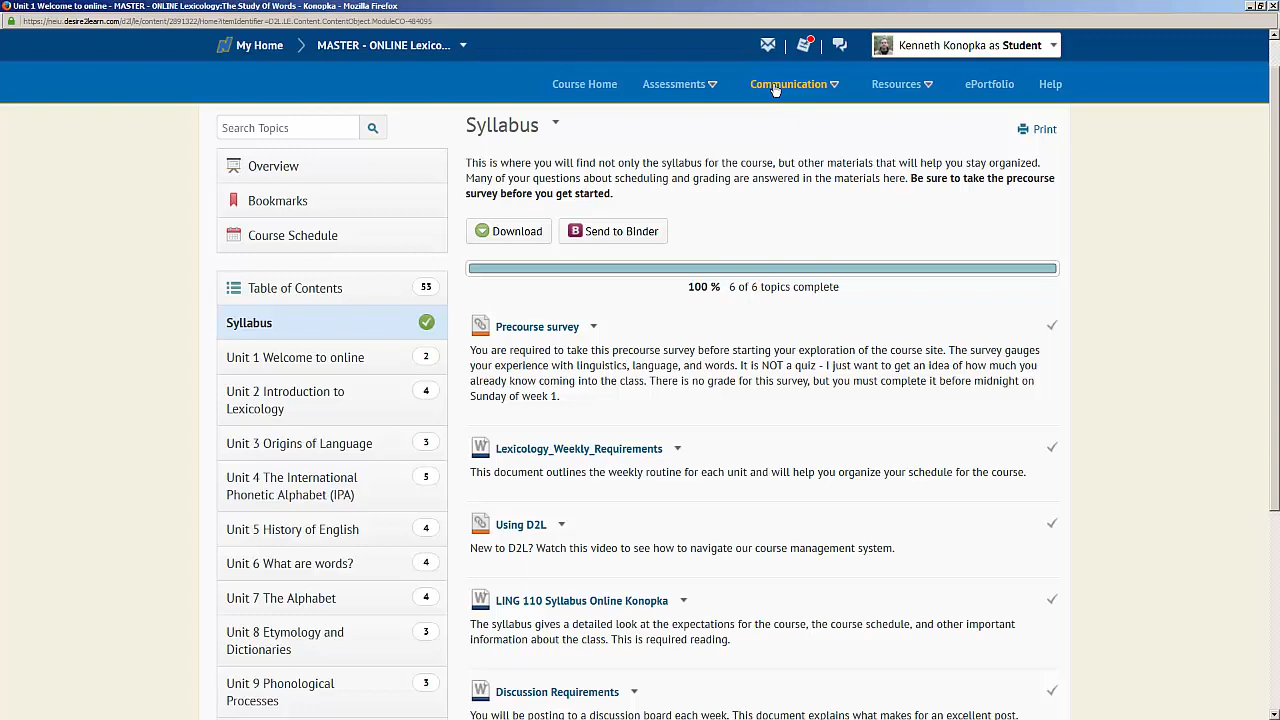 Unit 1 Welcome to online - MASTER - ONLINE Lexicology:The Study Of Words - Konopka - Mozilla Firefox
https://neiu.desire2learn.com/d2l/le/content/2891322/Home?itemIdentifier=D2L.LE.Content.ContentObject.ModuleCO-484095
My Home MASTER - ONLINE Lexico... Kenneth Konopka as Student
Course Home Assessments Communication Resources ePortfolio Help
Search Topics
Syllabus
Print
This is where you will find not only the syllabus for the course, but other materials that will help you stay organized.
Many of your questions about scheduling and grading are answered in the materials here. Be sure to take the precourse
survey before you get started.
Overview
Bookmarks
Course Schedule
Download
B Send to Binder
100 % 6 of 6 topics complete
Table of Contents 53
Syllabus
Unit 1 Welcome to online 2
Unit 2 Introduction to 4
Lexicology
Unit 3 Origins of Language 3
Unit 4 The International 5
Phonetic Alphabet (IPA)
Unit 5 History of English 4
Unit 6 What are words? 4
Unit 7 The Alphabet 4
Unit 8 Etymology and 3
Dictionaries
Unit 9 Phonological 3
Processes
Precourse survey
You are required to take this precourse survey before starting your exploration of the course site. The survey gauges
your experience with linguistics, language, and words. It is NOT a quiz - I just want to get an idea of how much you
already know coming into the class. There is no grade for this survey, but you must complete it before midnight on
Sunday of week 1.
W Lexicology_Weekly_Requirements
This document outlines the weekly routine for each unit and will help you organize your schedule for the course.
Using D2L
New to D2L? Watch this video to see how to navigate our course management system.
W LING 110 Syllabus Online Konopka
The syllabus gives a detailed look at the expectations for the course, the course schedule, and other important
information about the class. This is required reading.
W Discussion Requirements
You will be posting to a discussion board each week. This document explains what makes for an excellent post,